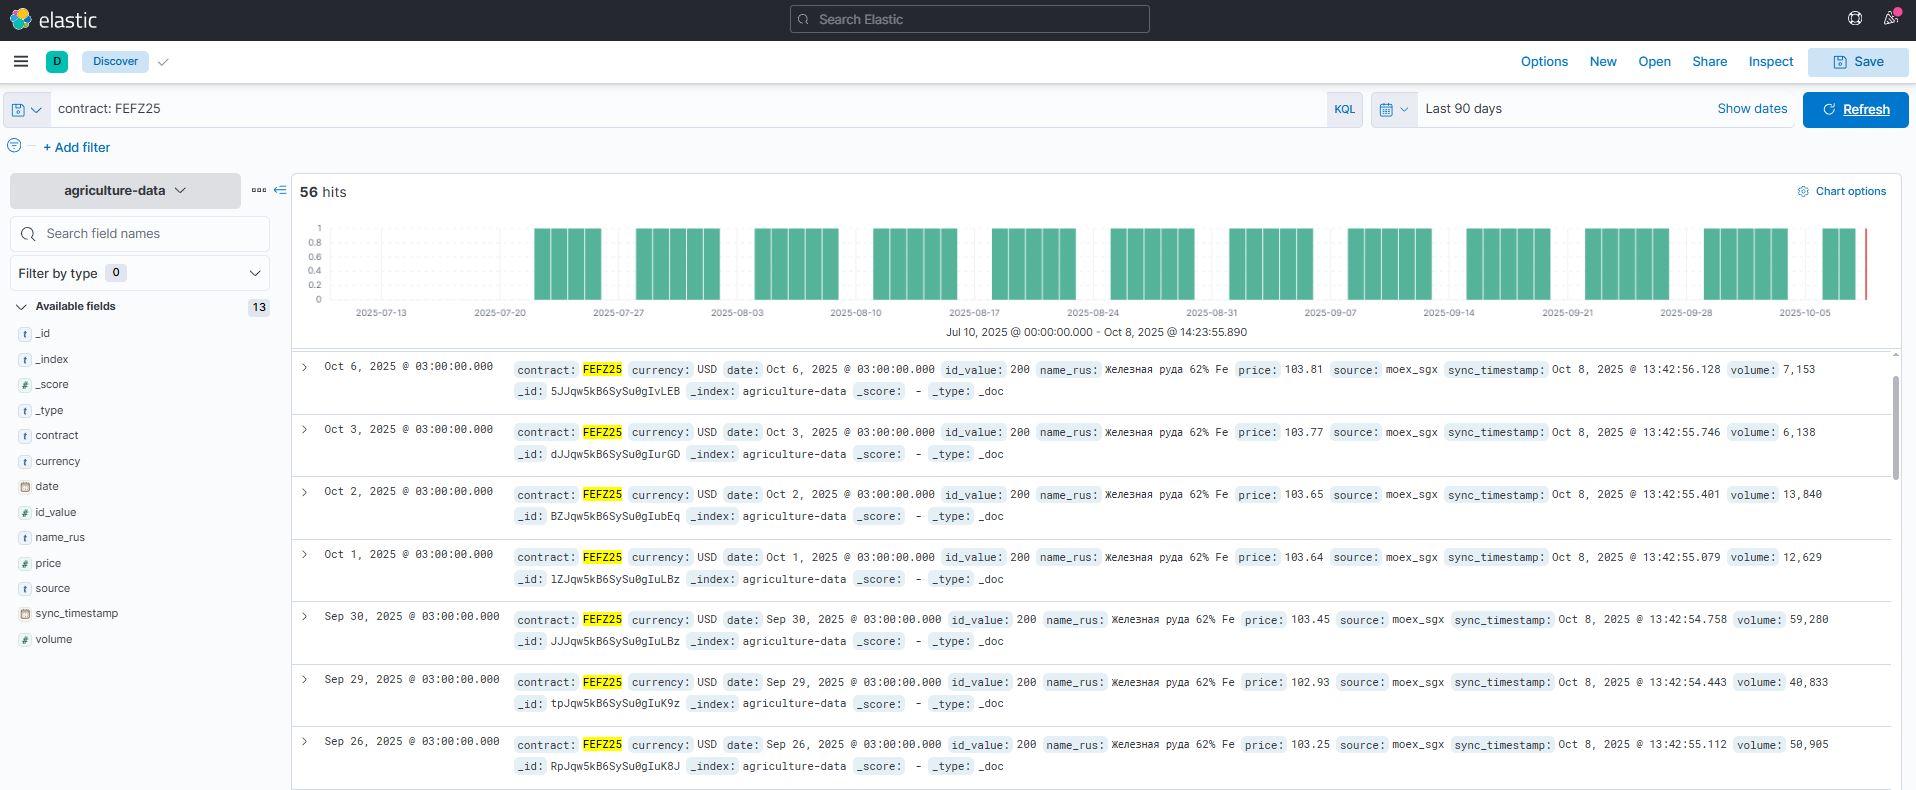 elastic
Search Elastic
D Discover Options New Open Share Inspect Save
contract: FEFZ25 KQL Last 90 days Show dates Refresh
+ Add filter
agriculture-data
Search field names
Filter by type 0
Available fields 13
t _id
t _index
# _score
t _type
t contract
t currency
date
# id_value
t name_rus
# price
t source
sync_timestamp
# volume
56 hits Chart options
1
0.8
0.6
0.4
0.2
0
2025-07-13 2025-07-20 2025-07-27 2025-08-03 2025-08-10 2025-08-17 2025-08-24 2025-08-31 2025-09-07 2025-09-14 2025-09-21 2025-09-28 2025-10-05
Jul 10, 2025 @ 00:00:00.000 - Oct 8, 2025 @ 14:23:55.890
Oct 6, 2025 @ 03:00:00.000 contract: FEFZ25 currency: USD date: Oct 6, 2025 @ 03:00:00.000 id_value: 200 name_rus: Железная руда 62% Fe price: 103.81 source: moex_sgx sync_timestamp: Oct 8, 2025 @ 13:42:56.128 volume: 7,153
_id: 5JJqw5kB6SySu0gIvLEB _index: agriculture-data _score: - _type: _doc
Oct 3, 2025 @ 03:00:00.000 contract: FEFZ25 currency: USD date: Oct 3, 2025 @ 03:00:00.000 id_value: 200 name_rus: Железная руда 62% Fe price: 103.77 source: moex_sgx sync_timestamp: Oct 8, 2025 @ 13:42:55.746 volume: 6,138
_id: dJJqw5kB6SySu0gIurGD _index: agriculture-data _score: - _type: _doc
Oct 2, 2025 @ 03:00:00.000 contract: FEFZ25 currency: USD date: Oct 2, 2025 @ 03:00:00.000 id_value: 200 name_rus: Железная руда 62% Fe price: 103.65 source: moex_sgx sync_timestamp: Oct 8, 2025 @ 13:42:55.401 volume: 13,840
_id: BZJqw5kB6SySu0gIubEq _index: agriculture-data _score: - _type: _doc
Oct 1, 2025 @ 03:00:00.000 contract: FEFZ25 currency: USD date: Oct 1, 2025 @ 03:00:00.000 id_value: 200 name_rus: Железная руда 62% Fe price: 103.64 source: moex_sgx sync_timestamp: Oct 8, 2025 @ 13:42:55.079 volume: 12,629
_id: lZJqw5kB6SySu0gIuLBz _index: agriculture-data _score: - _type: _doc
Sep 30, 2025 @ 03:00:00.000 contract: FEFZ25 currency: USD date: Sep 30, 2025 @ 03:00:00.000 id_value: 200 name_rus: Железная руда 62% Fe price: 103.45 source: moex_sgx sync_timestamp: Oct 8, 2025 @ 13:42:54.758 volume: 59,280
_id: JJJqw5kB6SySu0gIuLBz _index: agriculture-data _score: - _type: _doc
Sep 29, 2025 @ 03:00:00.000 contract: FEFZ25 currency: USD date: Sep 29, 2025 @ 03:00:00.000 id_value: 200 name_rus: Железная руда 62% Fe price: 102.93 source: moex_sgx sync_timestamp: Oct 8, 2025 @ 13:42:54.443 volume: 40,833
_id: tpJqw5kB6SySu0gIuK9z _index: agriculture-data _score: - _type: _doc
Sep 26, 2025 @ 03:00:00.000 contract: FEFZ25 currency: USD date: Sep 26, 2025 @ 03:00:00.000 id_value: 200 name_rus: Железная руда 62% Fe price: 103.25 source: moex_sgx sync_timestamp: Oct 8, 2025 @ 13:42:55.112 volume: 50,905
_id: RpJqw5kB6SySu0gIuK8J _index: agriculture-data _score: - _type: _doc